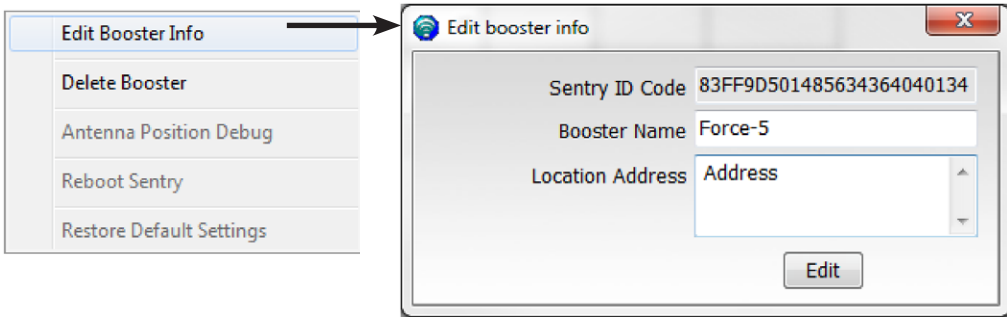 Edit Booster Info
Delete Booster
Antenna Position Debug
Reboot Sentry
Restore Default Settings
Edit booster info
Sentry ID Code 83FF9D501485634364040134
Booster Name Force-5
Location Address Address
Edit